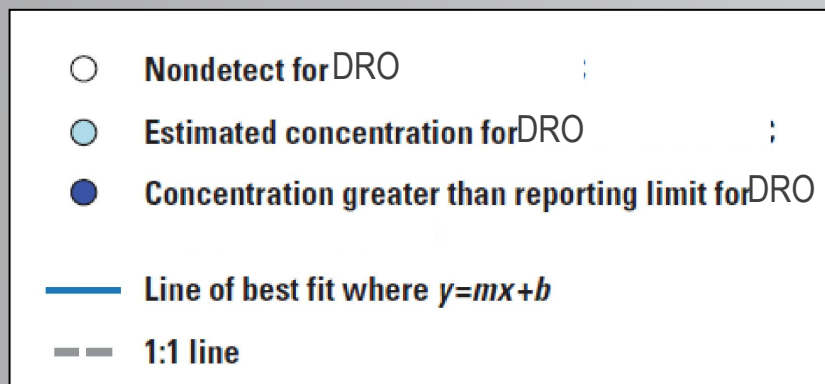 Nondetect for DRO ;
Estimated concentration for DRO ;
Concentration greater than reporting limit for DRO
Line of best fit where y=mx+b
1:1 line